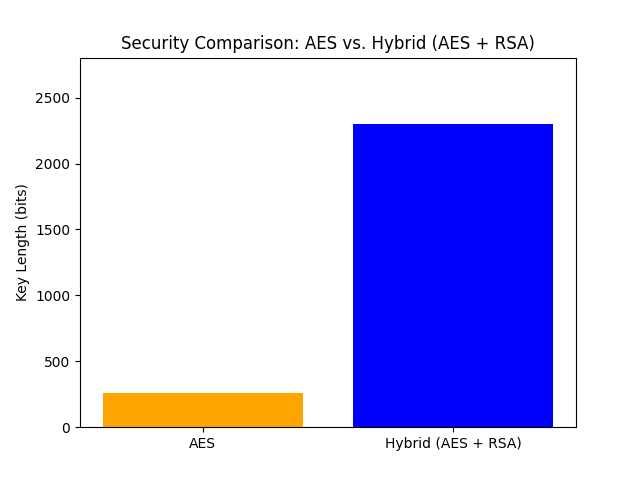 Security Comparison: AES vs. Hybrid (AES + RSA)
Key Length (bits)
2500
2000
1500
1000
500
0
AES
Hybrid (AES + RSA)